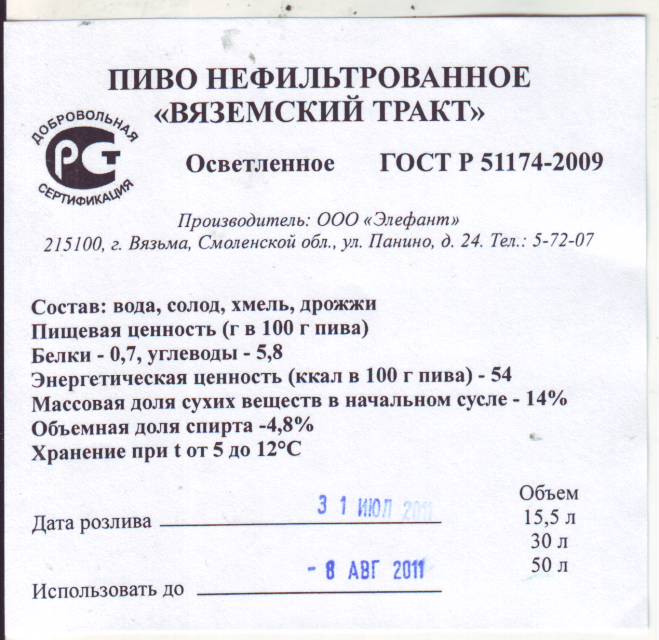 ПИВО НЕФИЛЬТРОВАННОЕ
«ВЯЗЕМСКИЙ ТРАКТ»
ДОБРОВОЛЬНАЯ
РСТ
СЕРТИФИКАЦИЯ
Осветленное ГОСТ Р 51174-2009
Производитель: ООО «Элефант»
215100, г. Вязьма, Смоленской обл., ул. Панино, д. 24. Тел.: 5-72-07
Состав: вода, солод, хмель, дрожжи
Пищевая ценность (г в 100 г пива)
Белки - 0,7, углеводы - 5,8
Энергетическая ценность (ккал в 100 г пива) - 54
Массовая доля сухих веществ в начальном сусле - 14%
Объемная доля спирта -4,8%
Хранение при t от 5 до 12°С
Дата розлива 31 ИЮЛ 2011
Использовать до - 8 АВГ 2011
Объем
15,5 л
30 л
50 л